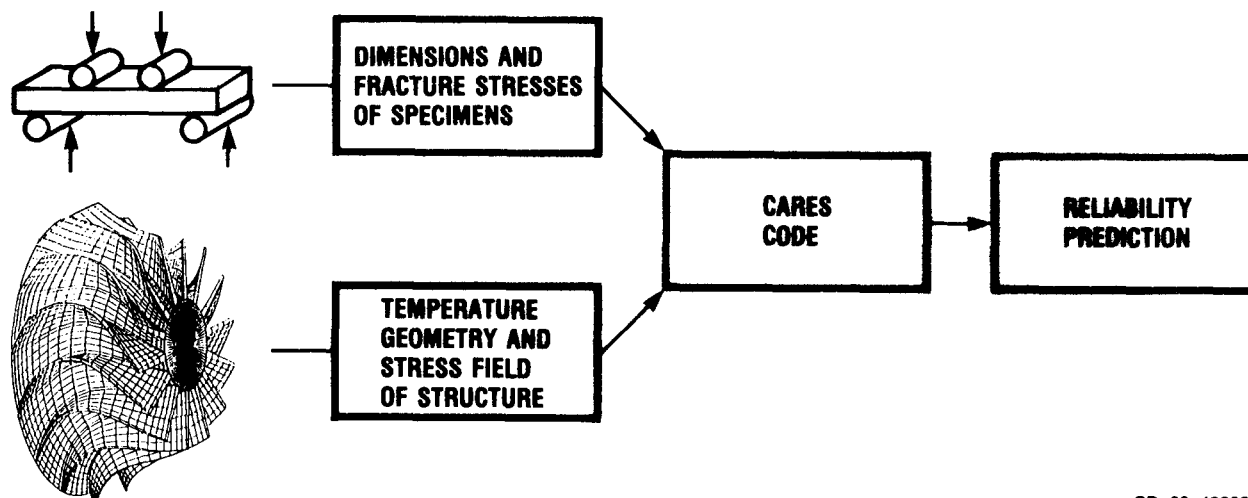 DIMENSIONS AND
FRACTURE STRESSES
OF SPECIMENS
TEMPERATURE
GEOMETRY AND
STRESS FIELD
OF STRUCTURE
CARES
CODE
RELIABILITY
PREDICTION